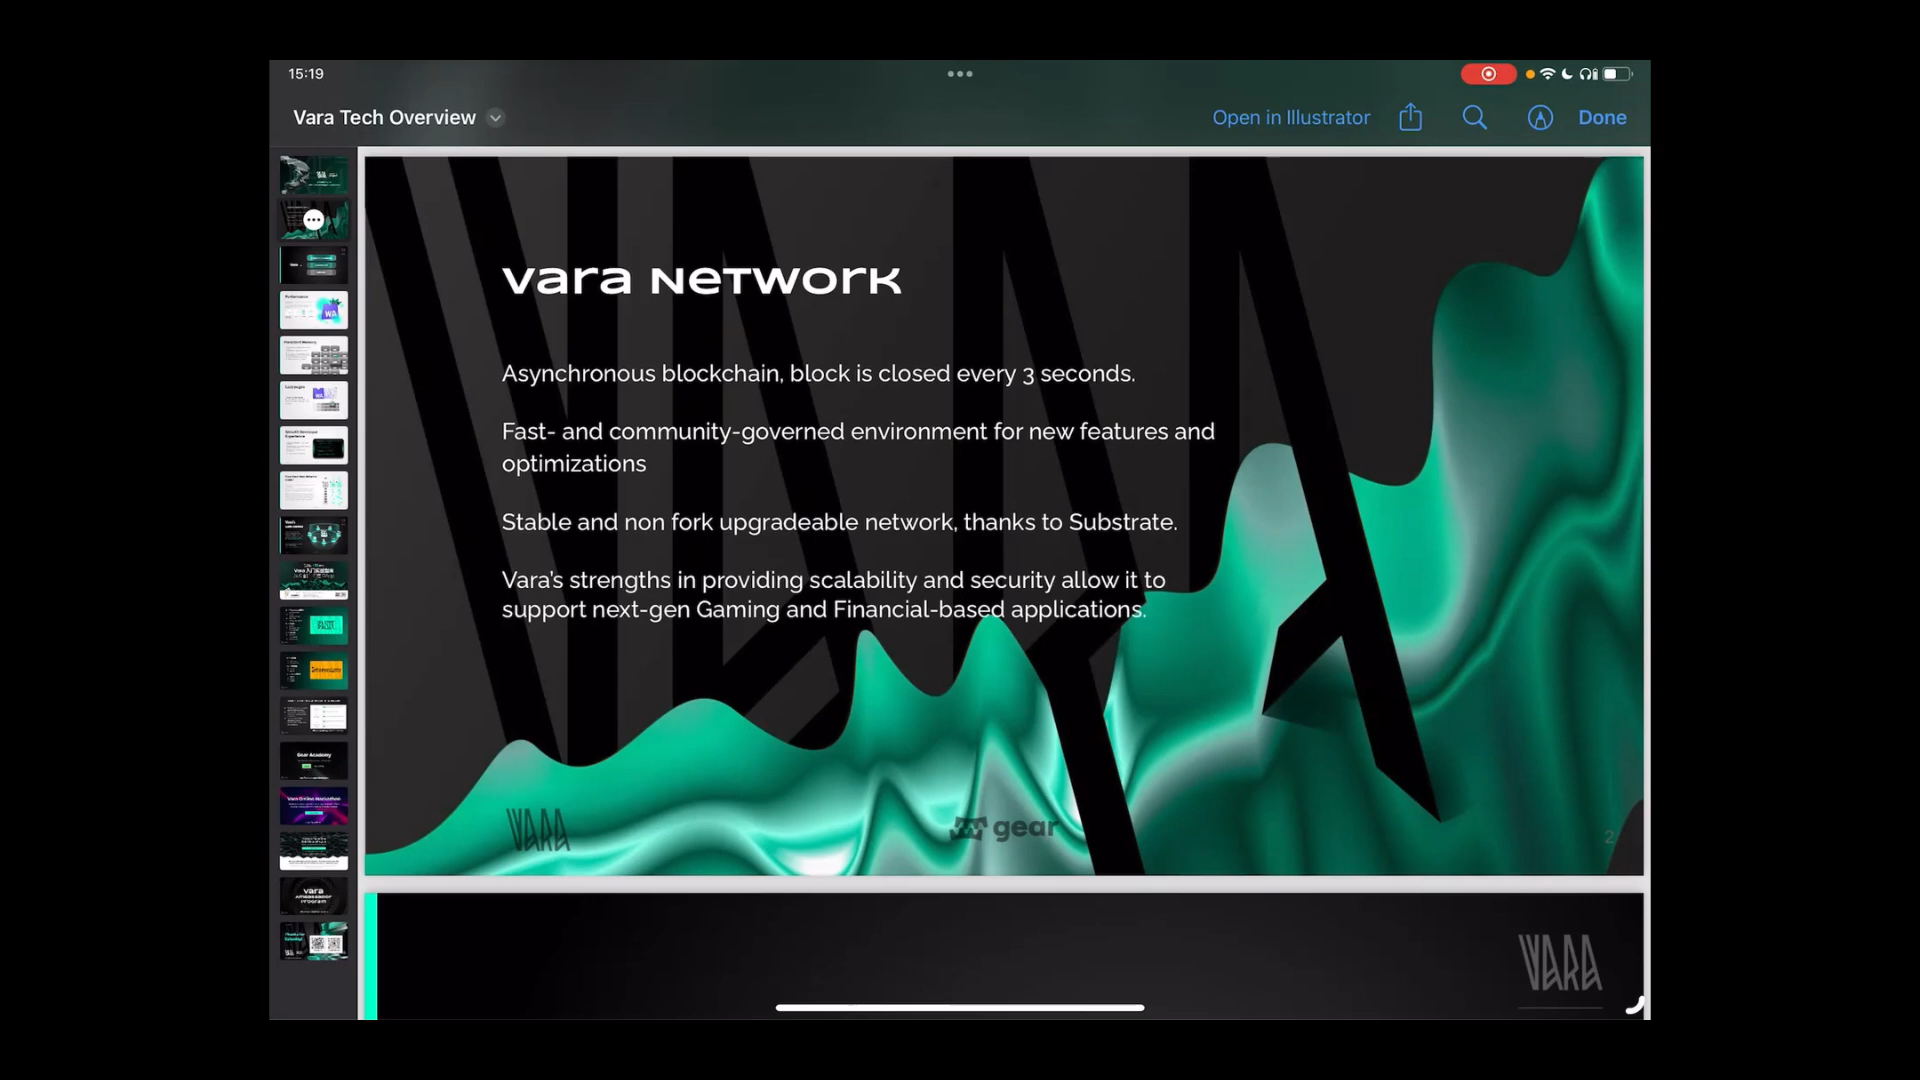 15:19
Vara Tech Overview
Open in Illustrator
Done
vara network
Asynchronous blockchain, block is closed every 3 seconds.
Fast- and community-governed environment for new features and
optimizations
Stable and non fork upgradeable network, thanks to Substrate.
Vara's strengths in providing scalability and security allow it to
support next-gen Gaming and Financial-based applications.
VARA
gear
2
VARA